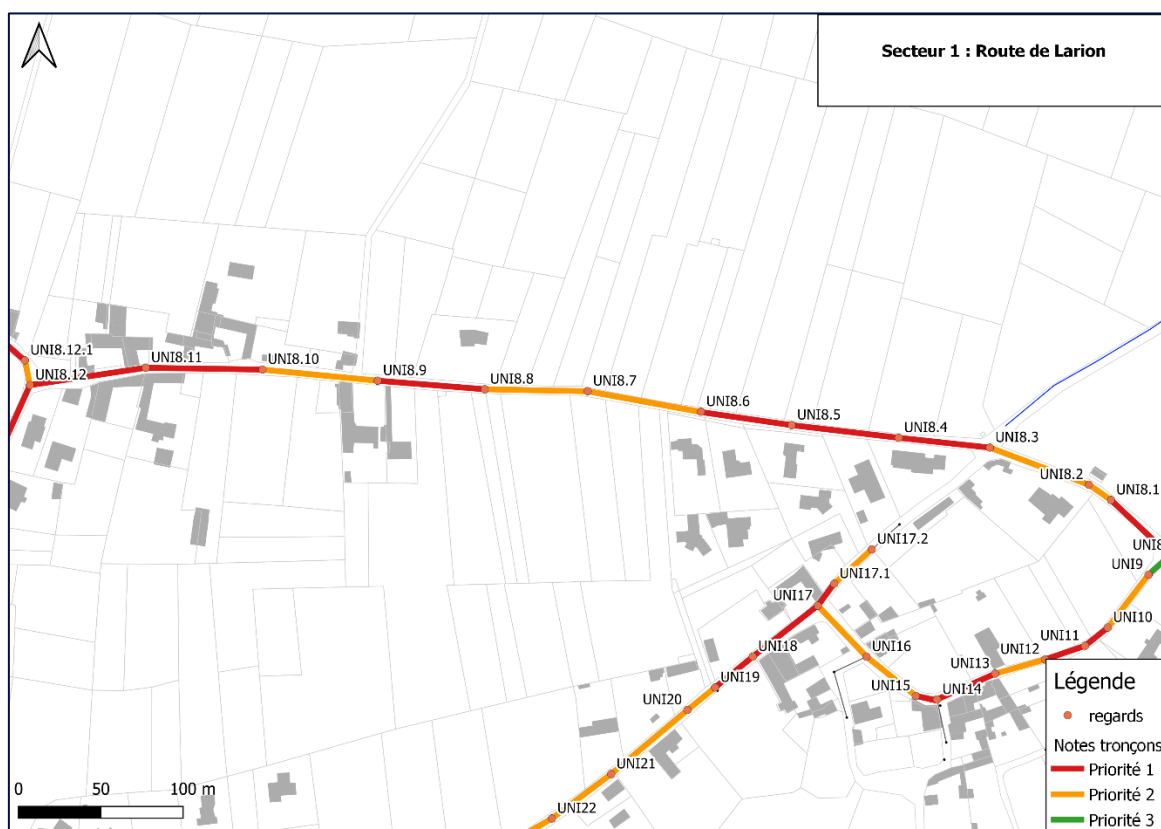 Secteur 1 : Route de Larion
UNI8.12.1
UNI8.12
UNI8.11
UNI8.10
UNI8.9
UNI8.8
UNI8.7
UNI8.6
UNI8.5
UNI8.4
UNI8.3
UNI8.2
UNI8.1
UNI8
UNI9
UNI17.2
UNI17.1
UNI17
UNI10
UNI11
UNI12
UNI13
UNI16
UNI18
UNI19
UNI15
UNI14
UNI20
UNI21
UNI22
Légende
regards
Notes tronçons
Priorité 1
Priorité 2
Priorité 3
0 50 100 m